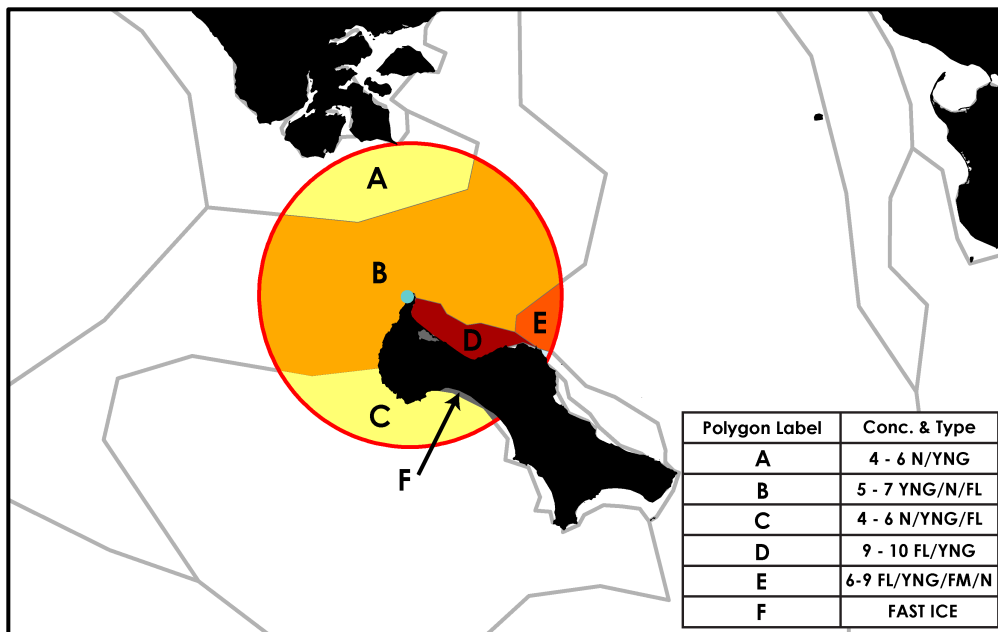 A
B
E
D
C
F
Polygon Label Conc. & Type
A 4 - 6 N/YNG
B 5 - 7 YNG/N/FL
C 4 - 6 N/YNG/FL
D 9 - 10 FL/YNG
E 6-9 FL/YNG/FM/N
F FAST ICE